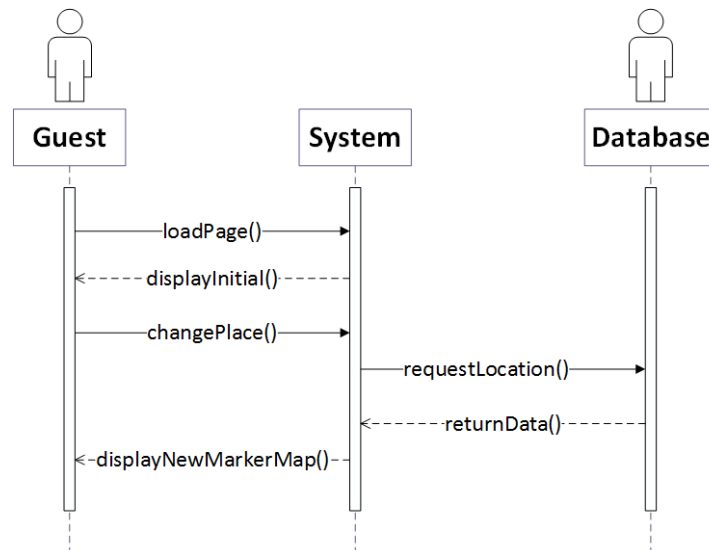 Guest
System
Database
loadPage()
displayInitial()
changePlace()
requestLocation()
returnData()
displayNewMarkerMap()